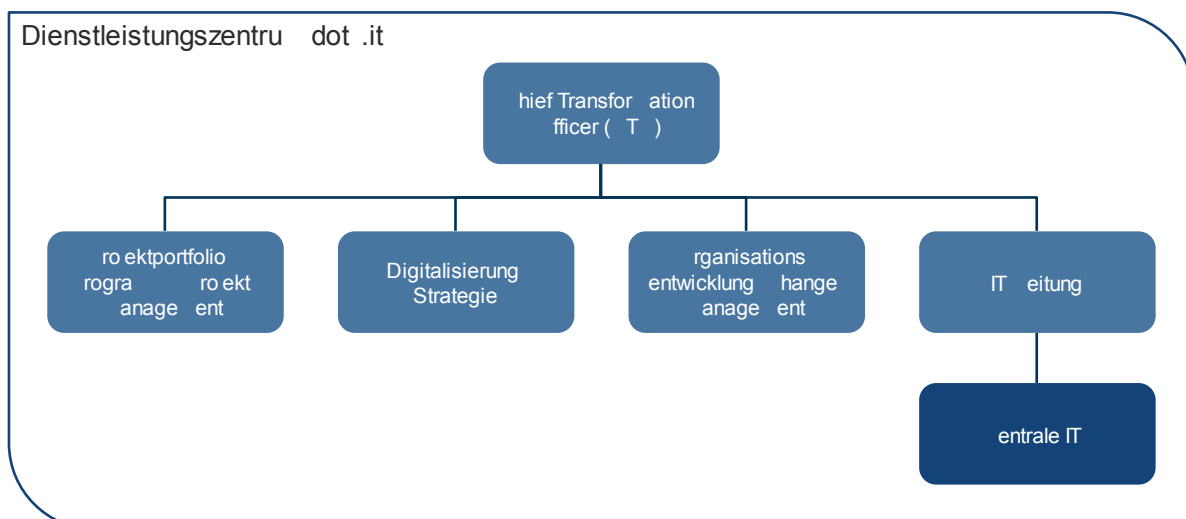 Dienstleistungszentru dot .it
hief Transfor ation
fficer ( T )
ro ektportfolio
rogra ro ekt
anage ent
Digitalisierung
Strategie
rganisations
entwicklung hange
anage ent
IT eitung
entrale IT